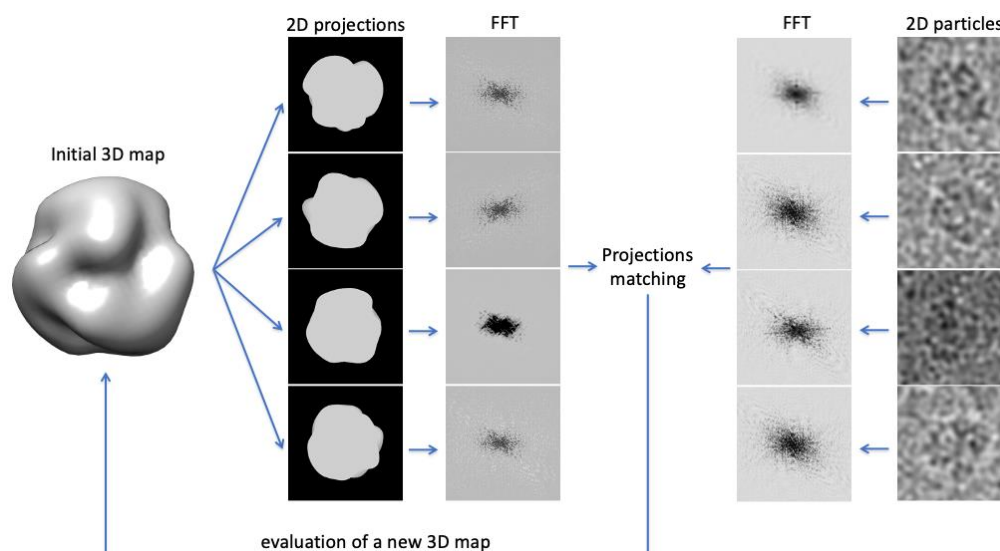 2D projections
FFT
FFT
2D particles
Initial 3D map
Projections
matching
evaluation of a new 3D map